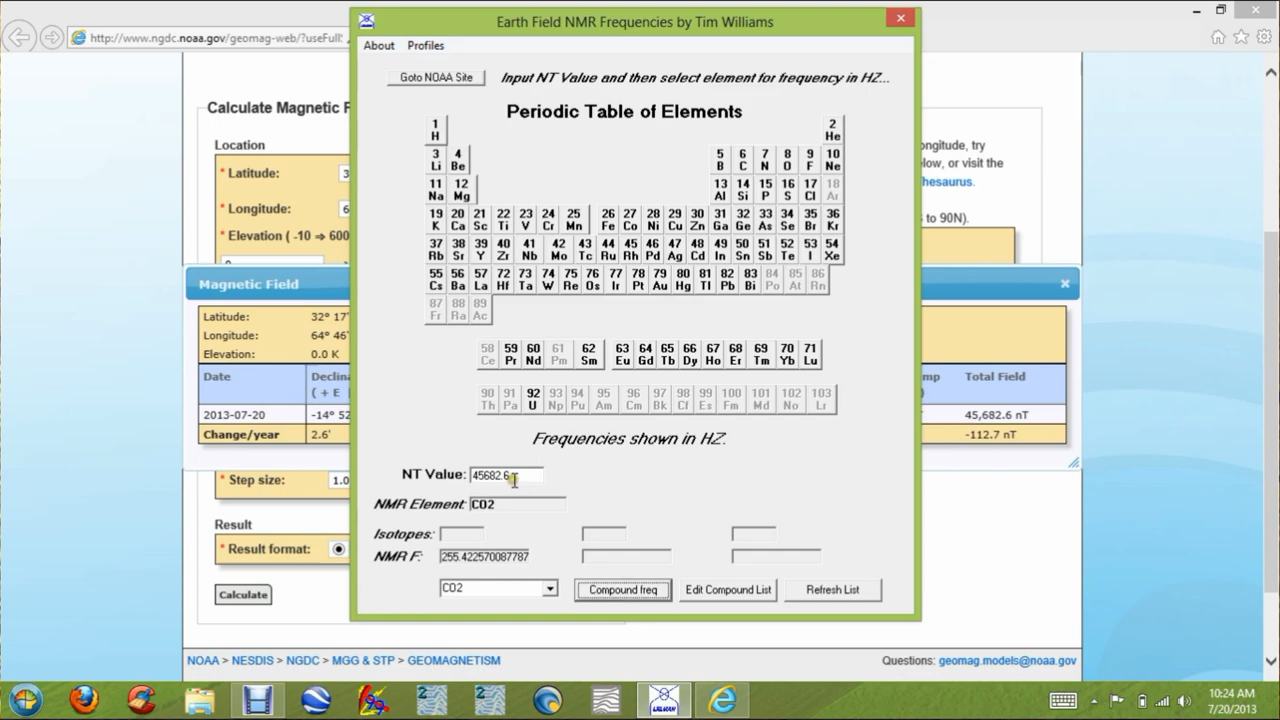 Earth Field NMR Frequencies by Tim Williams
http://www.ngdc.noaa.gov/geomag-web/?useFull
About Profiles
Goto NOAA Site
Input NT Value and then select element for frequency in HZ...
Calculate Magnetic F
Periodic Table of Elements
1 2
H He
Location
ongitude, try
3 4 5 6 7 8 9 10
Li Be B C N O F Ne
elow, or visit the
* Latitude: 3
hesaurus.
11 12 13 14 15 16 17 18
Na Mg Al Si P S Cl Ar
* Longitude: 6
19 20 21 22 23 24 25 26 27 28 29 30 31 32 33 34 35 36
K Ca Sc Ti V Cr Mn Fe Co Ni Cu Zn Ga Ge As Se Br Kr
to 90N).
* Elevation ( -10 => 600
37 38 39 40 41 42 43 44 45 46 47 48 49 50 51 52 53 54
Rb Sr Y Zr Nb Mo Tc Ru Rh Pd Ag Cd In Sn Sb Te I Xe
55 56 57 72 73 74 75 76 77 78 79 80 81 82 83 84 85 86
Cs Ba La Hf Ta W Re Os Ir Pt Au Hg Tl Pb Bi Po At Rn
Magnetic Field
87 88 89
Fr Ra Ac
Latitude: 32° 17'
Longitude: 64° 46'
Elevation: 0.0 K
58 59 60 61 62 63 64 65 66 67 68 69 70 71
Ce Pr Nd Pm Sm Eu Gd Tb Dy Ho Er Tm Yb Lu
Date Declina
( + E
mp Total Field
90 91 92 93 94 95 96 97 98 99 100 101 102 103
Th Pa U Np Pu Am Cm Bk Cf Es Fm Md No Lr
2013-07-20 -14° 52 45,682.6 nT
Change/year 2.6' -112.7 nT
Frequencies shown in HZ.
NT Value: 45682.6
* Step size: 1.0
NMR Element: CO2
Result
Isotopes:
* Result format:
NMR F: 255.422570087787
CO2 Compound freq Edit Compound List Refresh List
Calculate
NOAA > NESDIS > NGDC > MGG & STP > GEOMAGNETISM
Questions: geomag.models@noaa.gov
10:24 AM
7/20/2013